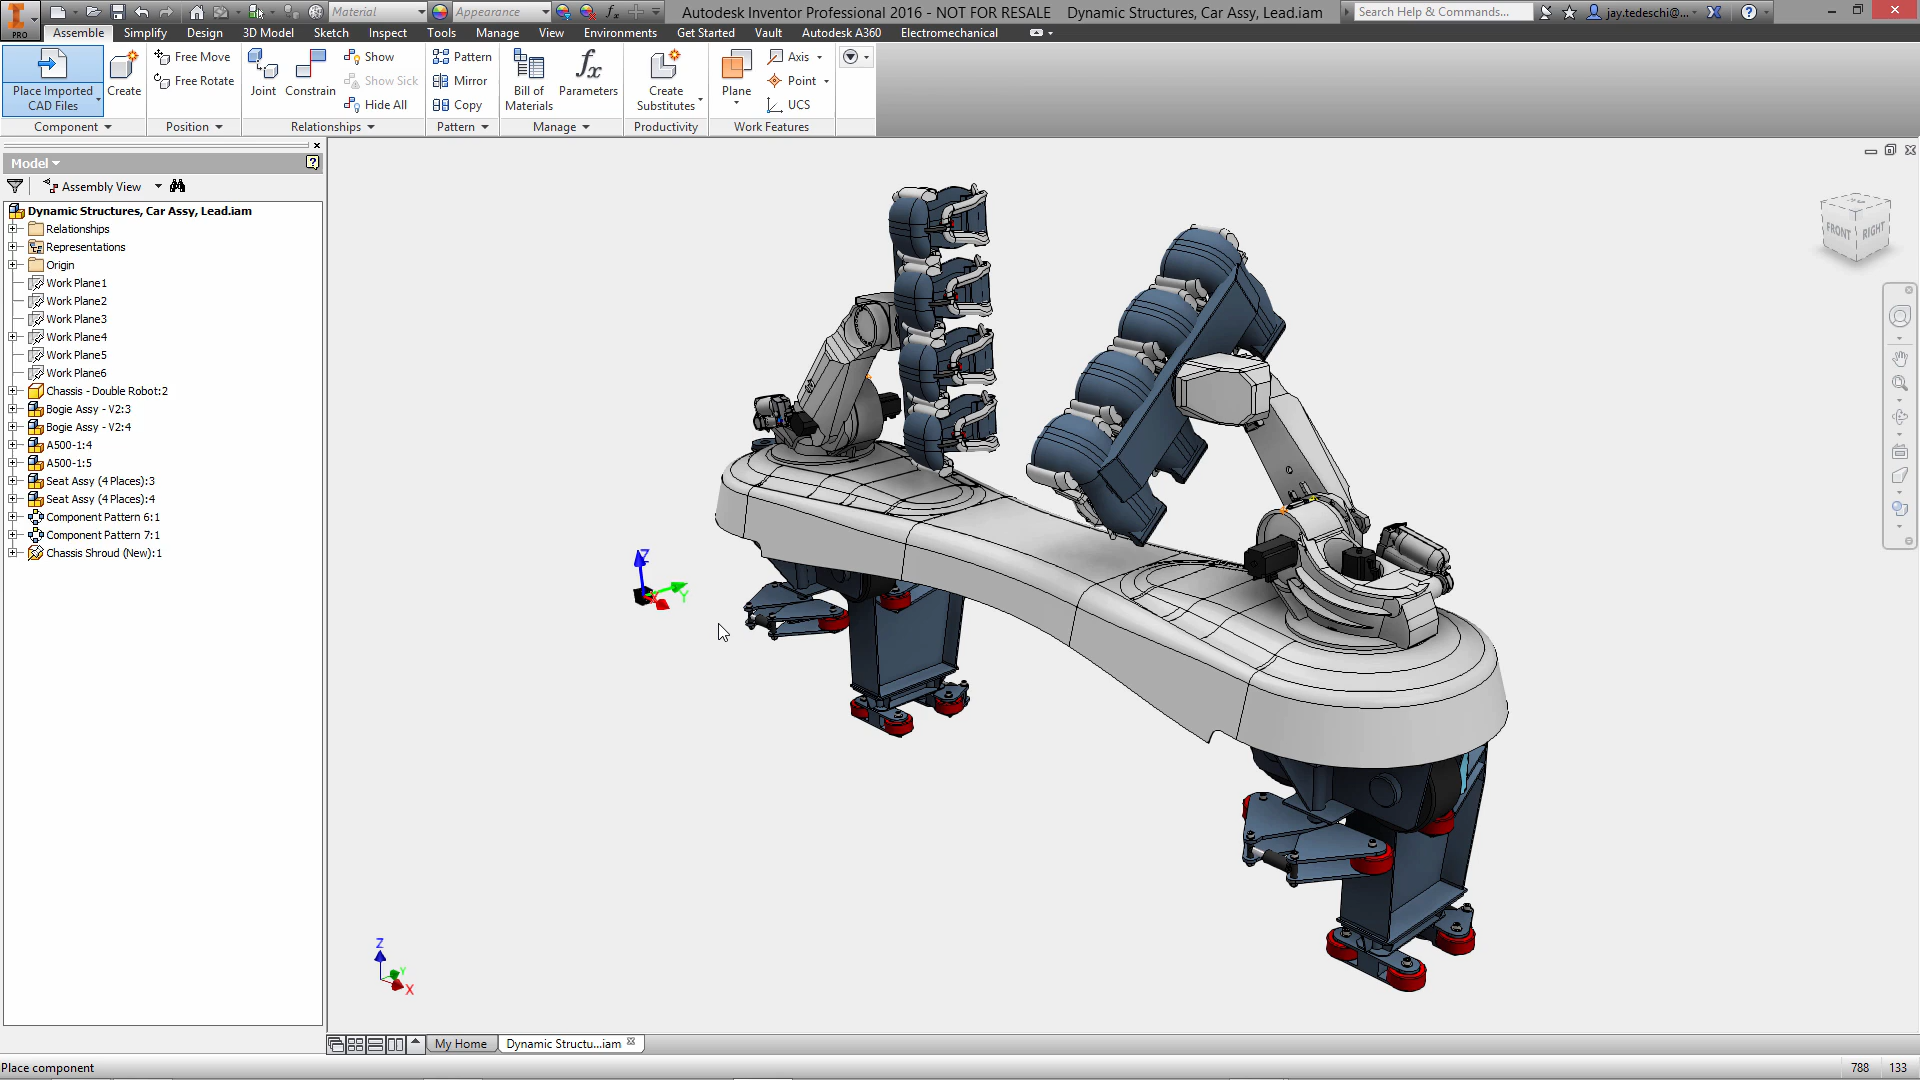 Material
Appearance
Autodesk Inventor Professional 2016 - NOT FOR RESALE Dynamic Structures, Car Assy, Lead.iam
Search Help & Commands...
jay.tedeschi@...
PRO
Assemble Simplify Design 3D Model Sketch Inspect Tools Manage View Environments Get Started Vault Autodesk A360 Electromechanical
Place Imported
CAD Files
Create
Free Move
Free Rotate
Joint
Constrain
Show
Show Sick
Hide All
Pattern
Mirror
Copy
Bill of
Materials
fx
Parameters
Create
Substitutes
Plane
Axis
Point
UCS
Component
Position
Relationships
Pattern
Manage
Productivity
Work Features
Model
Assembly View
Dynamic Structures, Car Assy, Lead.iam
Relationships
Representations
Origin
Work Plane1
Work Plane2
Work Plane3
Work Plane4
Work Plane5
Work Plane6
Chassis - Double Robot:2
Bogie Assy - V2:3
Bogie Assy - V2:4
A500-1:4
A500-1:5
Seat Assy (4 Places):3
Seat Assy (4 Places):4
Component Pattern 6:1
Component Pattern 7:1
Chassis Shroud (New):1
FRONT
RIGHT
Z
Y
X
Z
Y
X
My Home
Dynamic Structu...iam
Place component
788 133